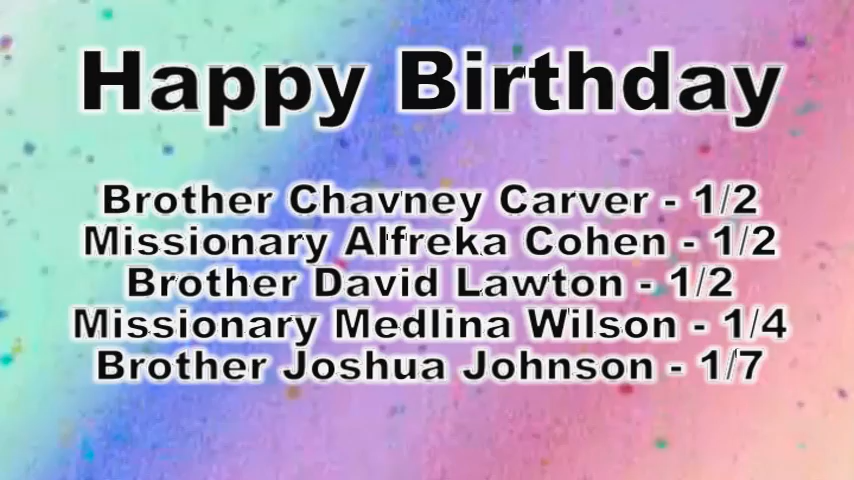 Happy Birthday
Brother Chavney Carver - 1/2
Missionary Alfreka Cohen - 1/2
Brother David Lawton - 1/2
Missionary Medlina Wilson - 1/4
Brother Joshua Johnson - 1/7